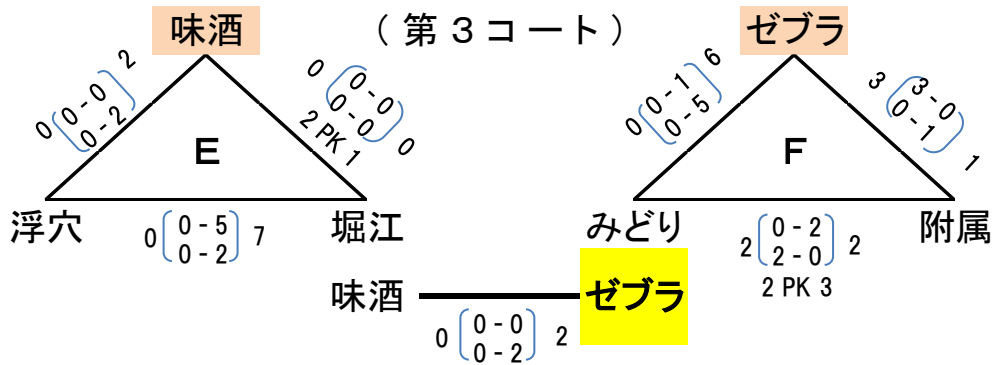 味酒
(第3コート)
ゼブラ
0 0-0 2
0-2
0 0-0 0
0-0
2 PK 1
0 0-1 6
0-5
3 3-0 1
0-1
E
F
浮穴
堀江
みどり
附属
0 0-5 7
0-2
2 0-2 2
2-0
2 PK 3
味酒
ゼブラ
0 0-0 2
0-2